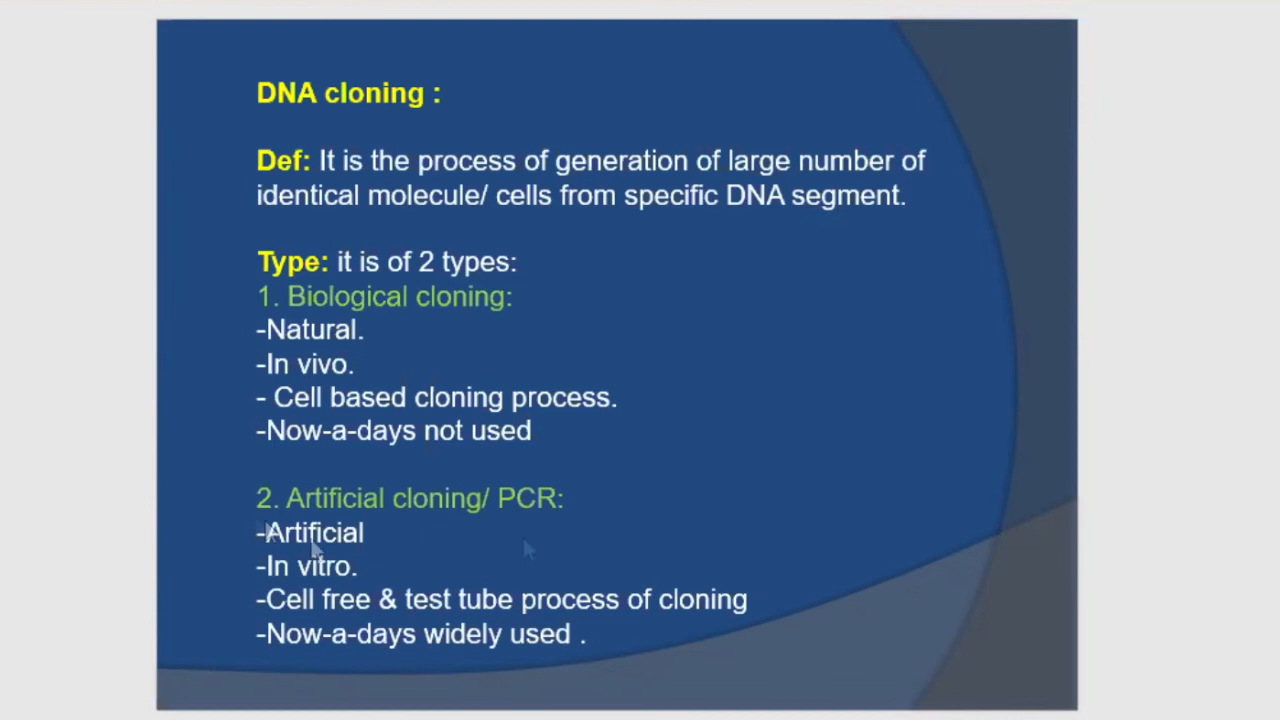 DNA cloning :
Def: It is the process of generation of large number of
identical molecule/ cells from specific DNA segment.
Type: it is of 2 types:
1. Biological cloning:
-Natural.
-In vivo.
- Cell based cloning process.
-Now-a-days not used
2. Artificial cloning/ PCR:
-Artificial
-In vitro.
-Cell free & test tube process of cloning
-Now-a-days widely used .